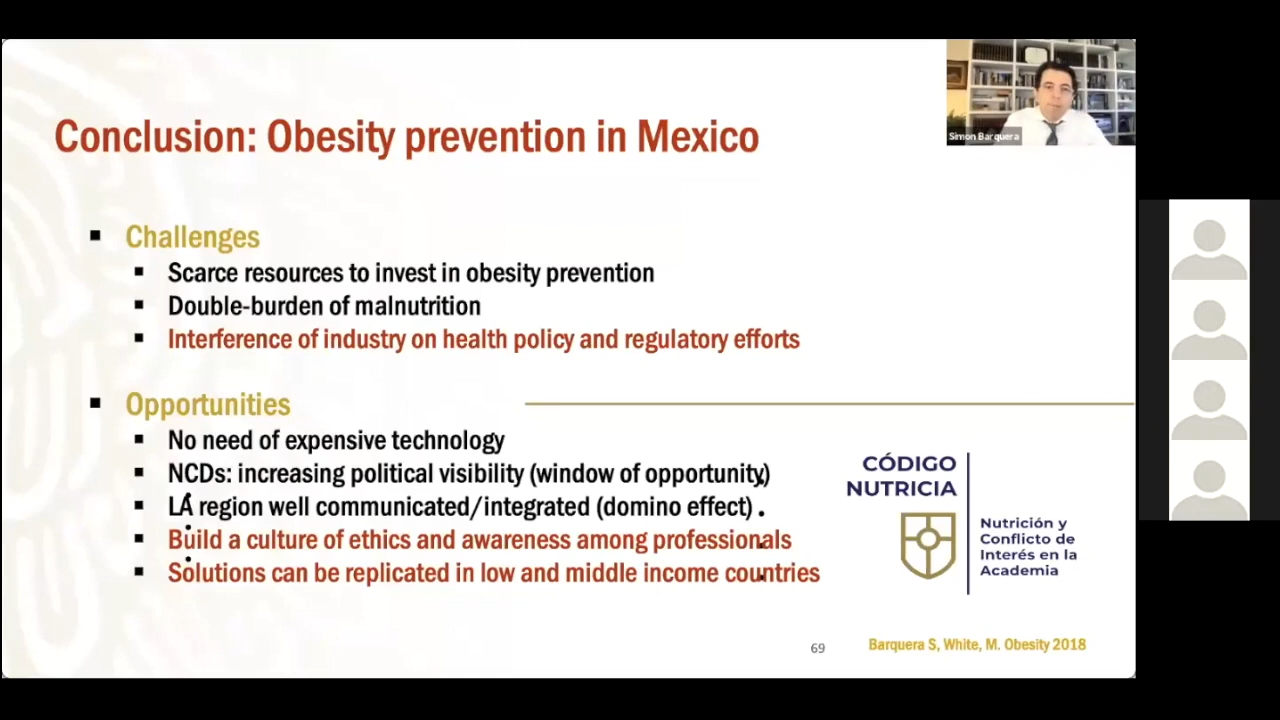 Simon Barquera
Conclusion: Obesity prevention in Mexico
Challenges
Scarce resources to invest in obesity prevention
Double-burden of malnutrition
Interference of industry on health policy and regulatory efforts
Opportunities
No need of expensive technology
NCDs: increasing political visibility (window of opportunity)
LA region well communicated/integrated (domino effect)
Build a culture of ethics and awareness among professionals
Solutions can be replicated in low and middle income countries
CÓDIGO
NUTRICIA
Nutrición y
Conflicto de
Interés en la
Academia
69
Barquera S, White, M. Obesity 2018